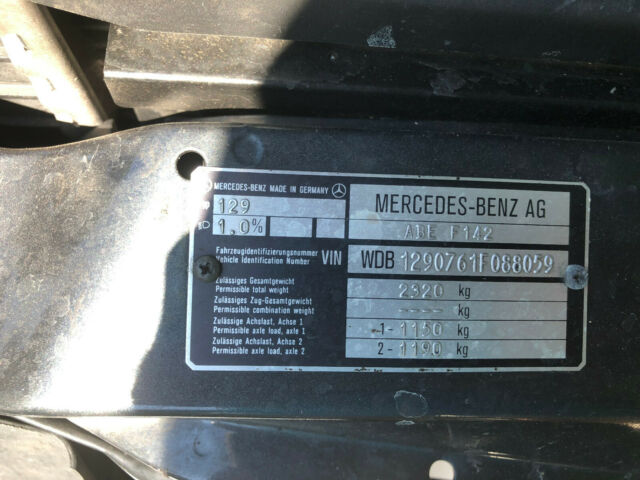 MERCEDES-BENZ MADE IN GERMANY
MERCEDES-BENZ AG
129
ABE F142
1.0%
Fahrzeugidentifizierungsnummer
Vehicle Identification Number VIN WDB 1290761F088059
Zulässiges Gesamtgewicht
Permissible total weight 2320 kg
Zulässiges Zug-Gesamtgewicht
Permissible combination weight ---- kg
Zulässige Achslast, Achse 1
Permissible axle load, axle 1 1-1150 kg
Zulässige Achslast, Achse 2
Permissible axle load, axle 2 2-1190 kg